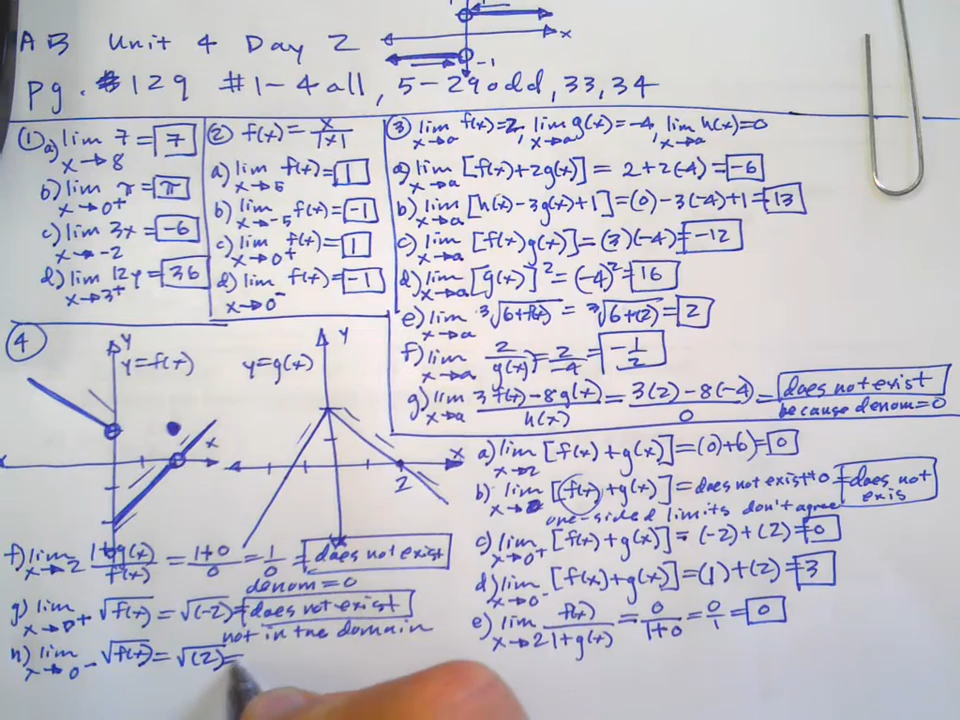 AB Unit 4 Day 2
x
-1
pg. #129 #1-4 all, 5-29 odd, 33, 34
① a) lim x→8 7 = 7
b) lim x→0⁺ π = π
c) lim x→-2 3x = -6
d) lim x→3⁺ 12y = 36
② f(x) = x/|x|
a) lim x→5 f(x) = 1
b) lim x→-5 f(x) = -1
c) lim x→0⁺ f(x) = 1
d) lim x→0⁻ f(x) = -1
③ lim x→a f(x)=2, lim x→a g(x)=-4, lim x→a h(x)=0
a) lim x→a [f(x)+2g(x)] = 2+2(-4) = -6
b) lim x→a [h(x)-3g(x)+1] = (0)-3(-4)+1 = 13
c) lim x→a [f(x)g(x)] = (3)(-4) = -12
d) lim x→a [g(x)]² = (-4)² = 16
e) lim x→a ³√6+f(x) = ³√6+(2) = 2
f) lim x→a 2/g(x) = 2/-4 = -1/2
g) lim x→a 3f(x)-8g(x)/h(x) = 3(2)-8(-4)/0 = does not exist
because denom=0
④
y
y=f(x)
x
y=g(x)
y
x
2
a) lim x→2 [f(x)+g(x)] = (0)+6) = 0
b) lim x→0 [f(x)+g(x)] = does not exist+0 = does not exis
one-sided limits don't agree
c) lim x→0⁺ [f(x)+g(x)] = (-2)+(2) = 0
d) lim x→0⁻ [f(x)+g(x)] = (1)+(2) = 3
e) lim x→2 f(x)/1+g(x) = 0/1+0 = 0/1 = 0
f) lim x→2 1+g(x)/f(x) = 1+0/0 = 1/0 = does not exist
denom=0
g) lim x→0⁺ √f(x) = √(-2) = does not exist
not in the domain
h) lim x→0⁻ √f(x) = √(2) =